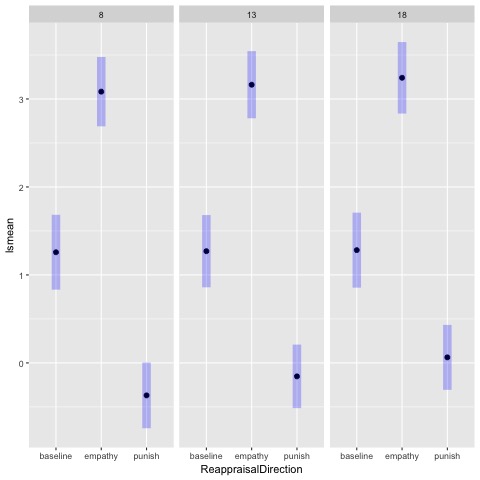 8 13 18
lsmean
3
2
1
0
baseline empathy punish baseline empathy punish baseline empathy punish
ReappraisalDirection